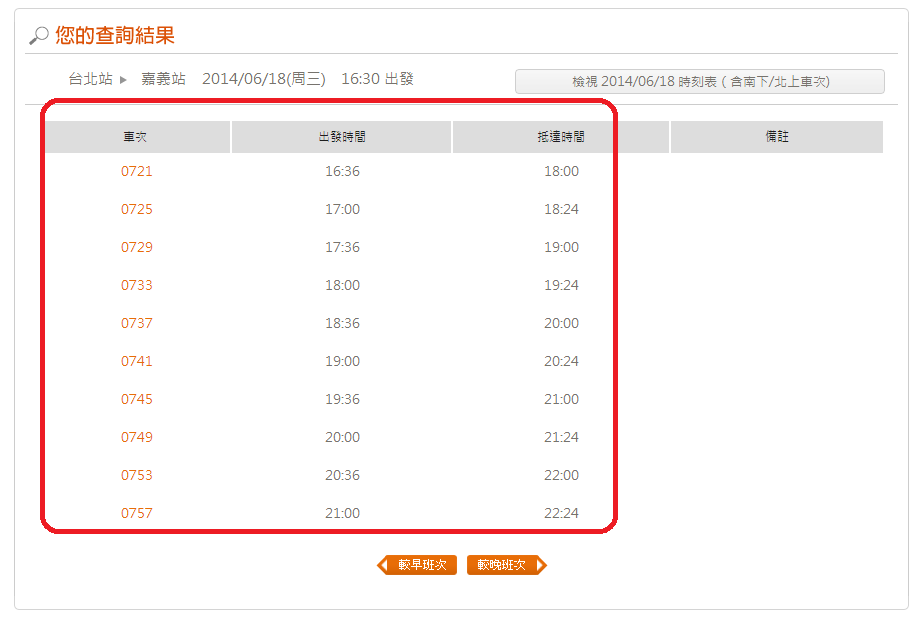 您的查詢結果
台北站 ▶ 嘉義站 2014/06/18(周三) 16:30 出發 檢視 2014/06/18 時刻表 ( 含南下/北上車次)
車次 出發時間 抵達時間 備註
0721 16:36 18:00
0725 17:00 18:24
0729 17:36 19:00
0733 18:00 19:24
0737 18:36 20:00
0741 19:00 20:24
0745 19:36 21:00
0749 20:00 21:24
0753 20:36 22:00
0757 21:00 22:24
較早班次 較晚班次